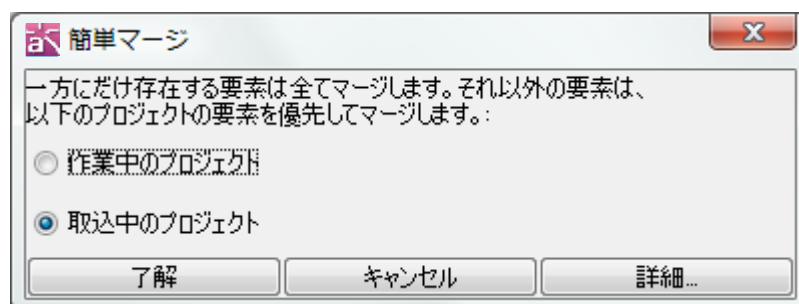 簡単マージ
一方にだけ存在する要素は全てマージします。それ以外の要素は、
以下のプロジェクトの要素を優先してマージします。:
作業中のプロジェクト
取込中のプロジェクト
了解 キャンセル 詳細...